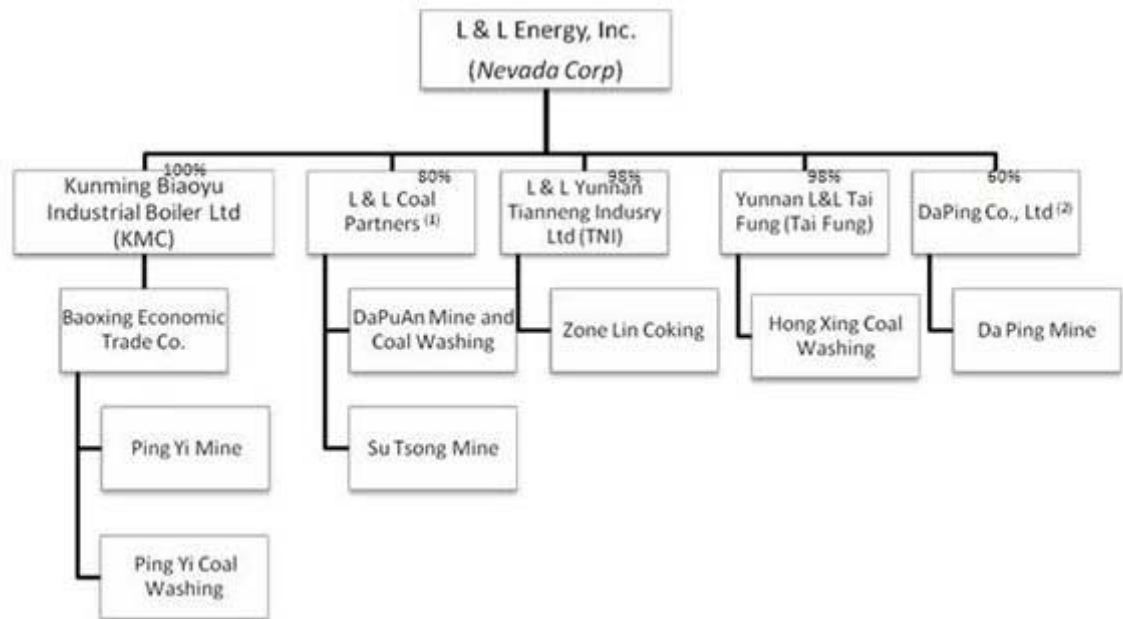 L & L Energy, Inc.
(Nevada Corp)
100%
Kunming Biaoyu
Industrial Boiler Ltd
(KMC)
80%
L & L Coal
Partners (1)
98%
L & L Yunnan
Tianneng Indusry
Ltd (TNI)
98%
Yunnan L&L Tai
Fung (Tai Fung)
60%
DaPing Co., Ltd (2)
Baoxing Economic
Trade Co.
DaPuAn Mine and
Coal Washing
Zone Lin Coking
Hong Xing Coal
Washing
Da Ping Mine
Ping Yi Mine
Su Tsong Mine
Ping Yi Coal
Washing